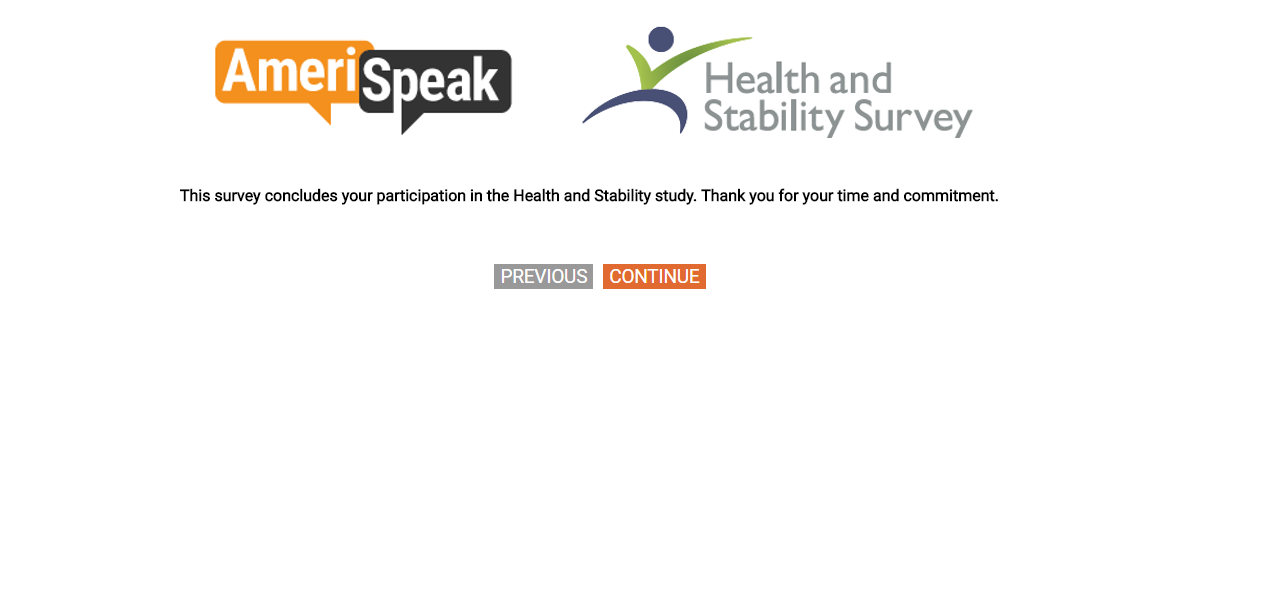 AmeriSpeak
Health and
Stability Survey
This survey concludes your participation in the Health and Stability study. Thank you for your time and commitment.
PREVIOUS CONTINUE